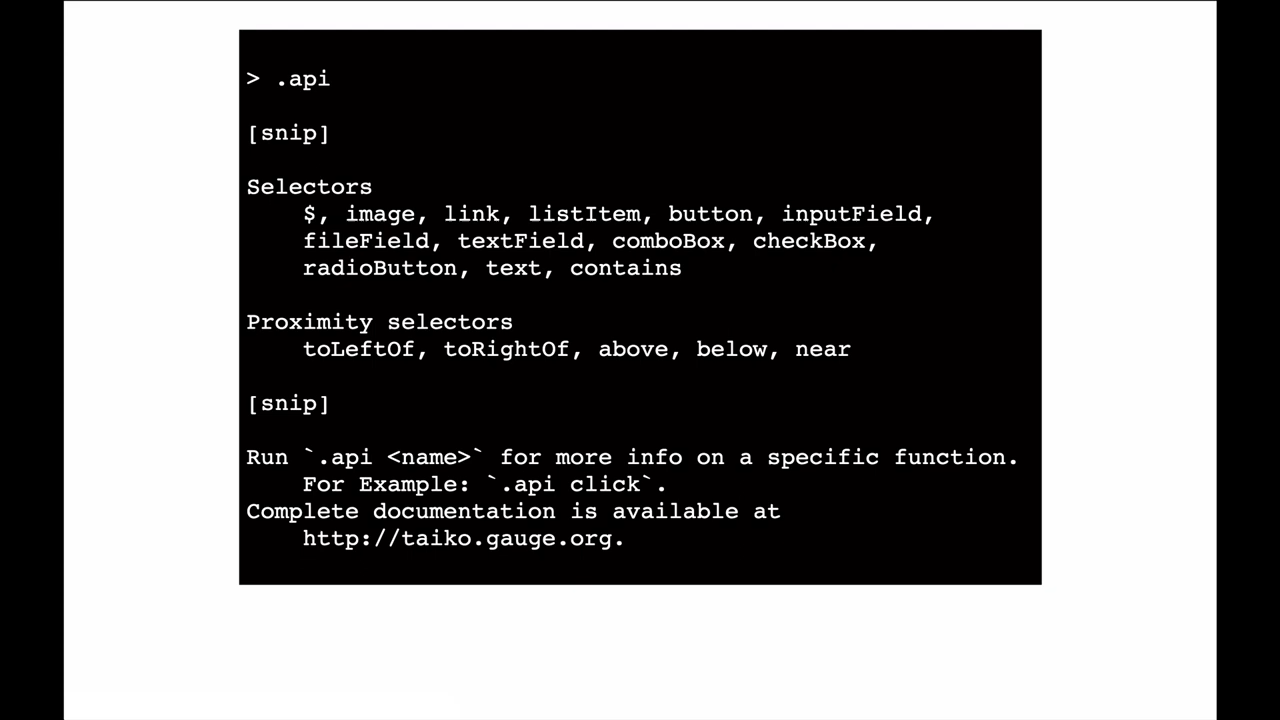 > .api
[snip]
Selectors
$, image, link, listItem, button, inputField,
fileField, textField, comboBox, checkBox,
radioButton, text, contains
Proximity selectors
toLeftOf, toRightOf, above, below, near
[snip]
Run `.api <name>` for more info on a specific function.
For Example: `.api click`.
Complete documentation is available at
http://taiko.gauge.org.